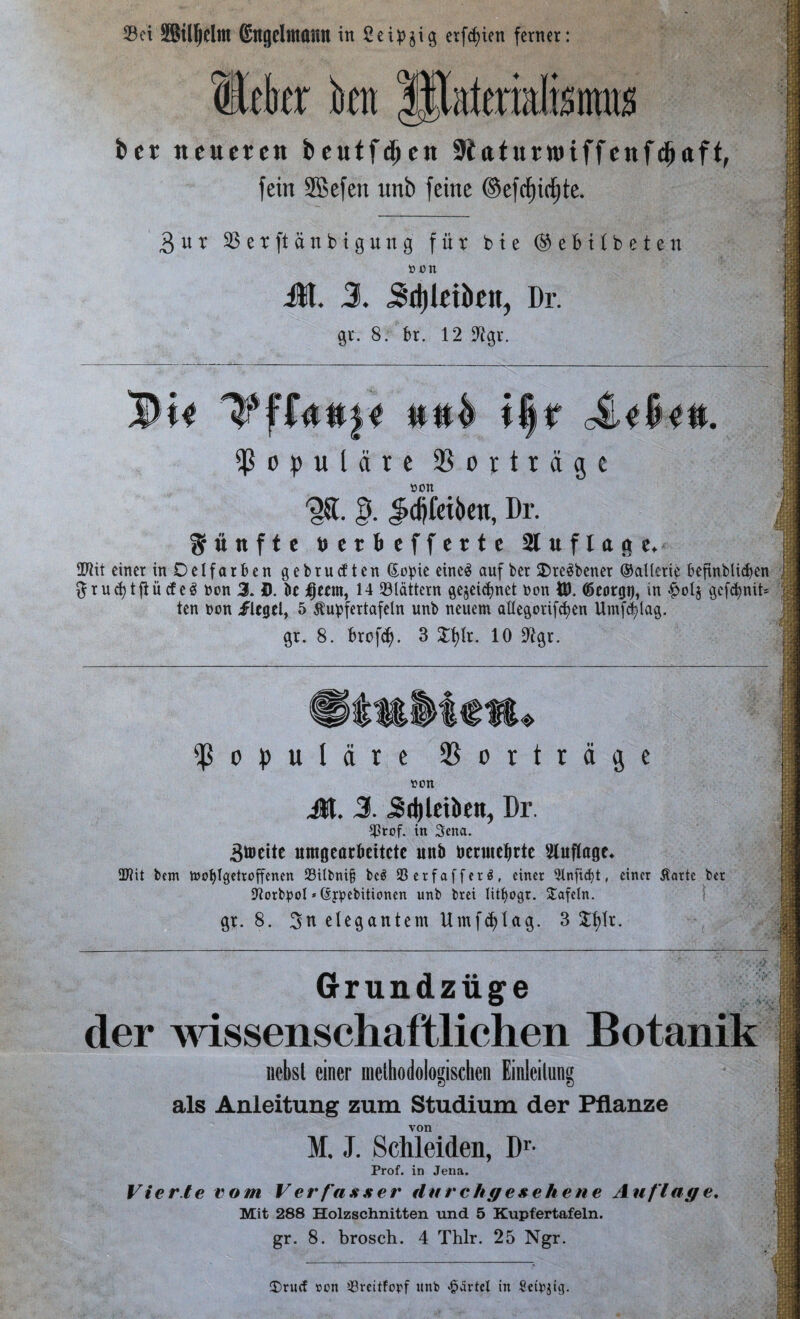 Bei Wilhelm Engelmann in Leipzig erschien ferner:
Ueber den Materialismus
der neueren deutschen Naturwissenschaft,
sein Wesen und seine Geschichte.
Zur Verständigung für die Gebildeten
von
M. J. Schleiden, Dr.
gr. 8. br. 12 Ngr.
Die Pflanze und ihr Leben.
Populäre Vorträge
von
M. J. Schleiden, Dr.
Fünfte verbesserte Auflage.
Mit einer in Oelfarben gedruckten Copie eines auf der Dresdener Gallerie befindlichen
Fruchtstückes von J. D. de Heem, 14 Blättern gezeichnet von W. Georgy, in Holz geschnit-
ten von Flegel, 5 Kupfertafeln und neuem allegorischen Umschlag.
gr. 8. brosch. 3 Thlr. 10 Ngr.
Studien.
Populäre Vorträge
von
M. J. Schleiden, Dr.
Prof. in Jena.
Zweite umgearbeitete und vermehrte Auflage.
Mit dem wohlgetroffenen Bildniß des Verfassers, einer Ansicht, einer Karte der
Nordpol-Expeditionen und drei lithogr. Tafeln.
gr. 8. In elegantem Umschlag. 3 Thlr.
Grundzüge
der wissenschaftlichen Botanik
nebst einer methodologischen Einleitung
als Anleitung zum Studium der Pflanze
von
M. J. Schleiden, Dr.
Prof. in Jena.
Vierte vom Verfasser durchgesehene Auflage.
Mit 288 Holzschnitten und 5 Kupfertafeln.
gr. 8. brosch. 4 Thlr. 25 Ngr.
Druck von Breitkopf und Härtel in Leipzig.